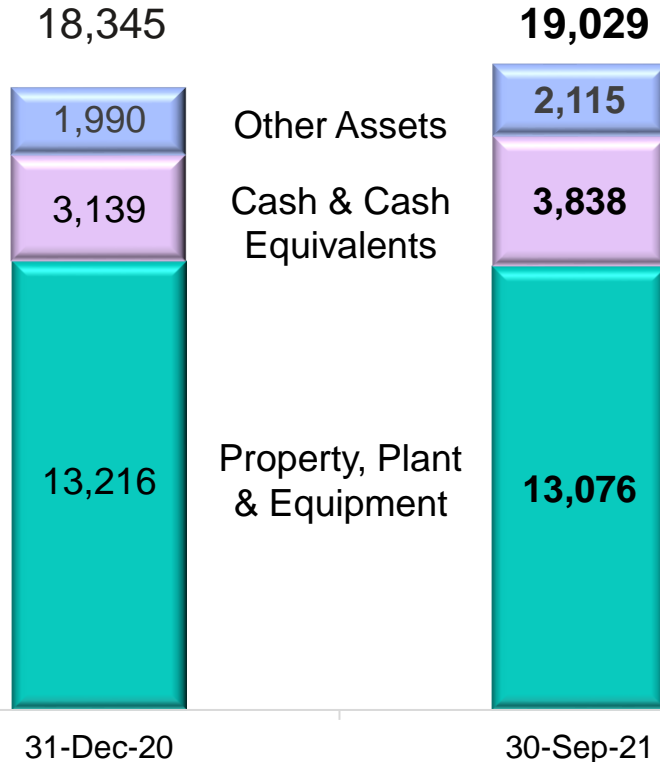 18,345
19,029
1,990
Other Assets
2,115
3,139
Cash & Cash
Equivalents
3,838
13,216
Property, Plant
& Equipment
13,076
31-Dec-20
30-Sep-21